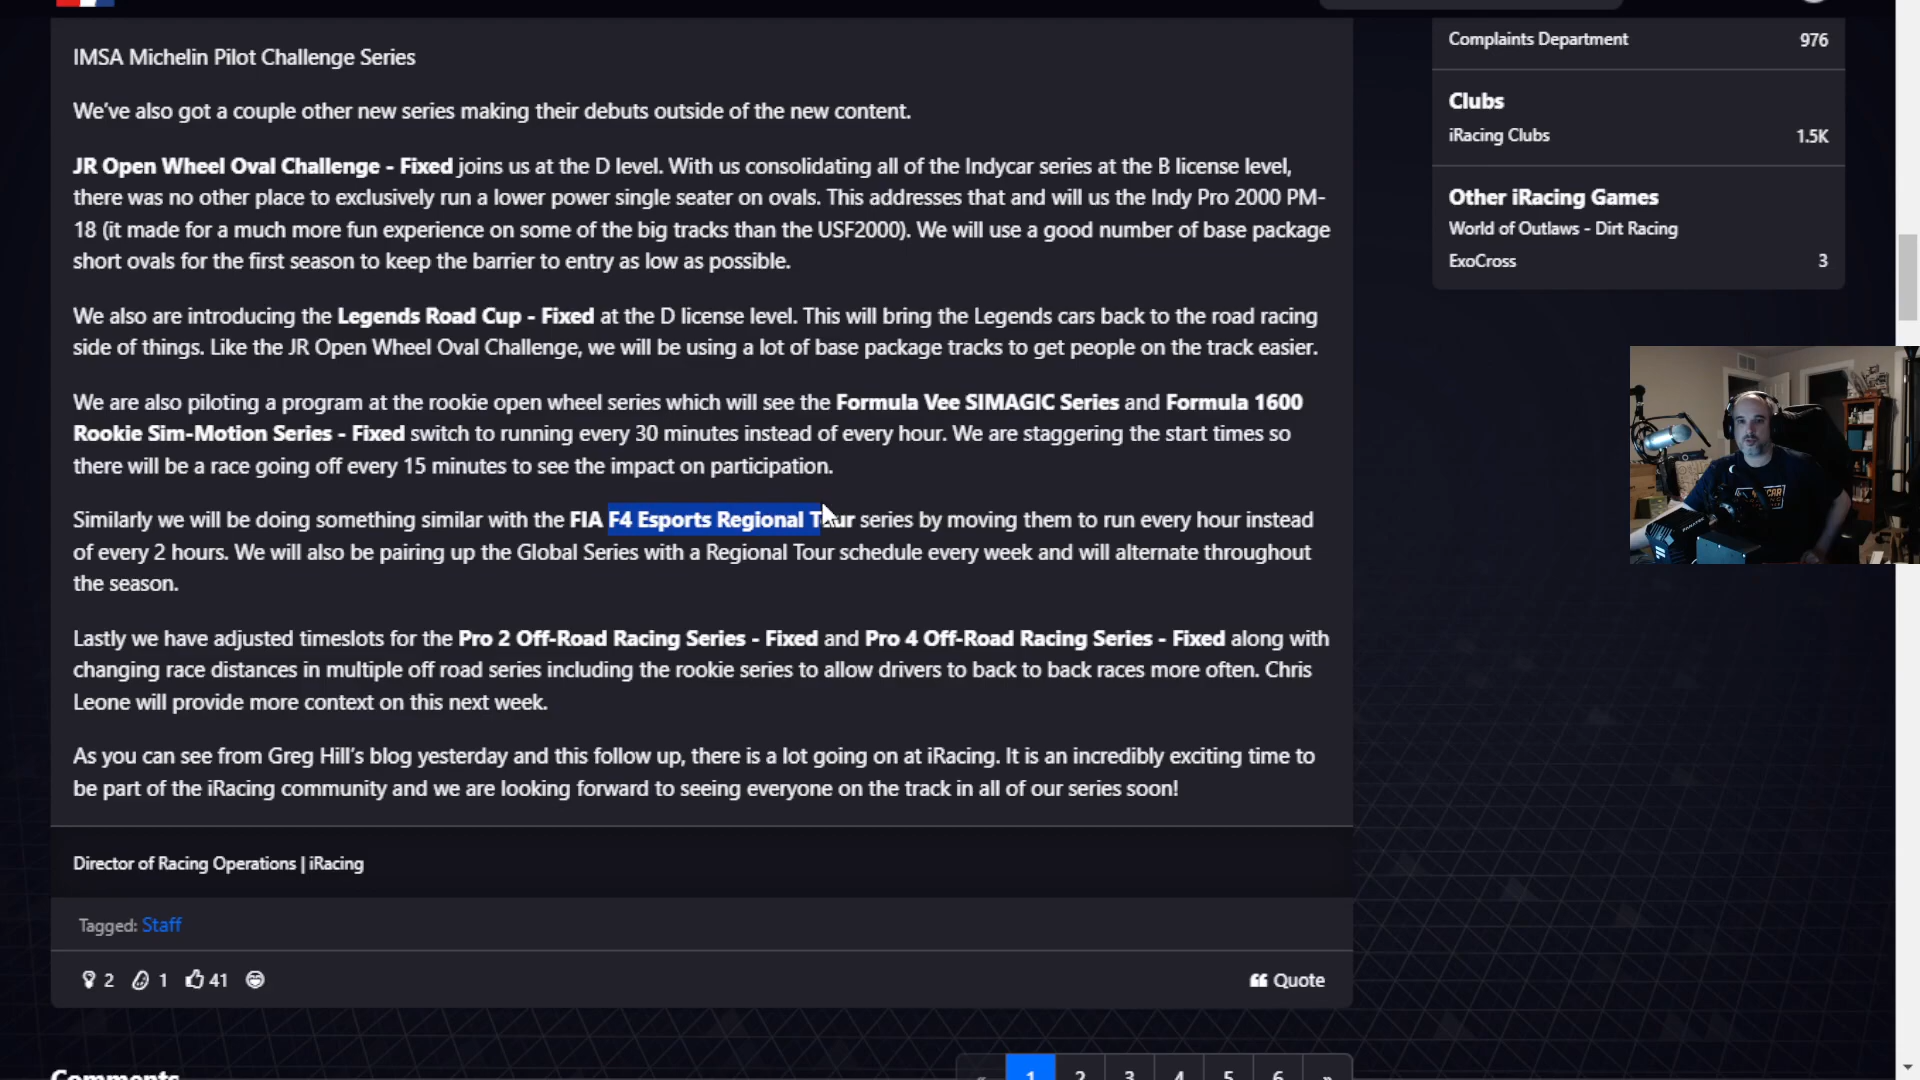 IMSA Michelin Pilot Challenge Series
We've also got a couple other new series making their debuts outside of the new content.
JR Open Wheel Oval Challenge - Fixed joins us at the D level. With us consolidating all of the Indycar series at the B license level,
there was no other place to exclusively run a lower power single seater on ovals. This addresses that and will us the Indy Pro 2000 PM-
18 (it made for a much more fun experience on some of the big tracks than the USF2000). We will use a good number of base package
short ovals for the first season to keep the barrier to entry as low as possible.
We also are introducing the Legends Road Cup - Fixed at the D license level. This will bring the Legends cars back to the road racing
side of things. Like the JR Open Wheel Oval Challenge, we will be using a lot of base package tracks to get people on the track easier.
We are also piloting a program at the rookie open wheel series which will see the Formula Vee SIMAGIC Series and Formula 1600
Rookie Sim-Motion Series - Fixed switch to running every 30 minutes instead of every hour. We are staggering the start times so
there will be a race going off every 15 minutes to see the impact on participation.
Similarly we will be doing something similar with the FIA F4 Esports Regional Tour series by moving them to run every hour instead
of every 2 hours. We will also be pairing up the Global Series with a Regional Tour schedule every week and will alternate throughout
the season.
Lastly we have adjusted timeslots for the Pro 2 Off-Road Racing Series - Fixed and Pro 4 Off-Road Racing Series - Fixed along with
changing race distances in multiple off road series including the rookie series to allow drivers to back to back races more often. Chris
Leone will provide more context on this next week.
As you can see from Greg Hill's blog yesterday and this follow up, there is a lot going on at iRacing. It is an incredibly exciting time to
be part of the iRacing community and we are looking forward to seeing everyone on the track in all of our series soon!
Director of Racing Operations | iRacing
Tagged: Staff
2 1 41
Quote
Comments
« 1 2 3 4 5 6 »
Complaints Department 976
Clubs
iRacing Clubs 1.5K
Other iRacing Games
World of Outlaws - Dirt Racing
ExoCross 3